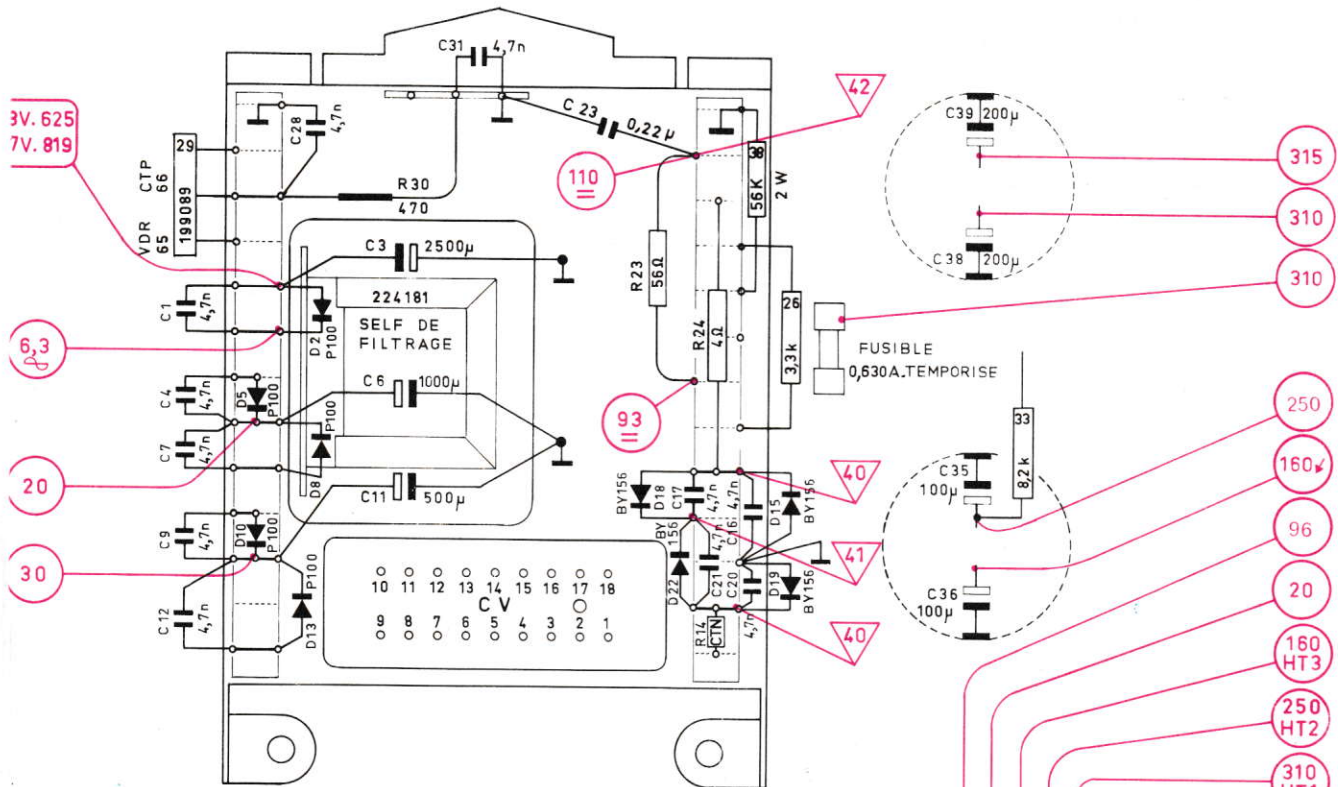 C31 4,7n
42
C39 200µ
3V. 625
7V. 819
C28
4,7n
C 23 0,22µ
29
CTP
66
199089
VDR
65
R30
470
110
38
56K
2 W
315
310
C38 200µ
310
C3 2500µ
224181
SELF DE
FILTRAGE
C1
4,7n
D2
P100
R23
56Ω
R24
4Ω
26
3,3k
FUSIBLE
0,630A.TEMPORISE
6,3
C4
4,7n
D5
P100
C6 1000µ
93
250
33
8,2k
C7
4,7n
D8
P100
20
C11 500µ
C35
100µ
160
40
BY156
D18
C17
4,7n
4,7n
C16
D15
BY156
96
C9
4,7n
D10
P100
BY 156
D22
C21
4,7n
C20
D19
BY156
41
30
C36
100µ
20
C12
4,7n
P100
D13
10 11 12 13 14 15 16 17 18
CV
9 8 7 6 5 4 3 2 1
R14
CTN
4,7n
40
160
HT3
250
HT2
310
HT1